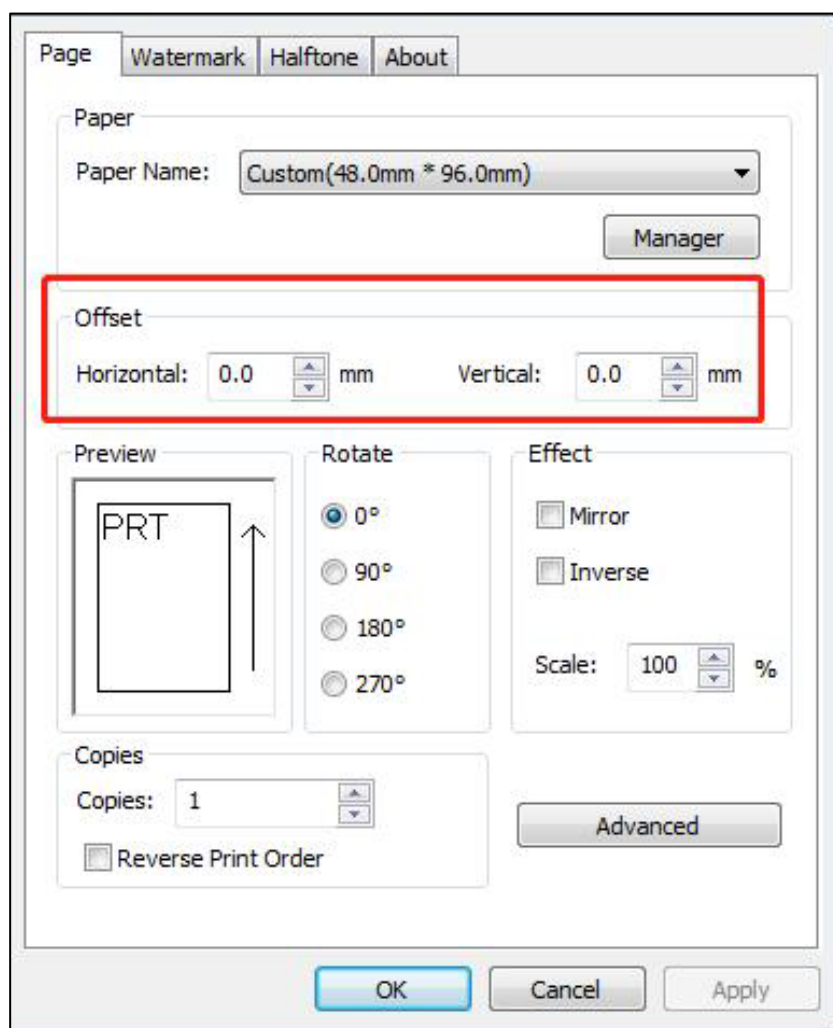 Page Watermark Halftone About
Paper
Paper Name: Custom(48.0mm * 96.0mm)
Manager
Offset
Horizontal: 0.0 mm Vertical: 0.0 mm
Preview
PRT
Rotate
0°
90°
180°
270°
Effect
Mirror
Inverse
Scale: 100 %
Copies
Copies: 1
Reverse Print Order
Advanced
OK Cancel Apply